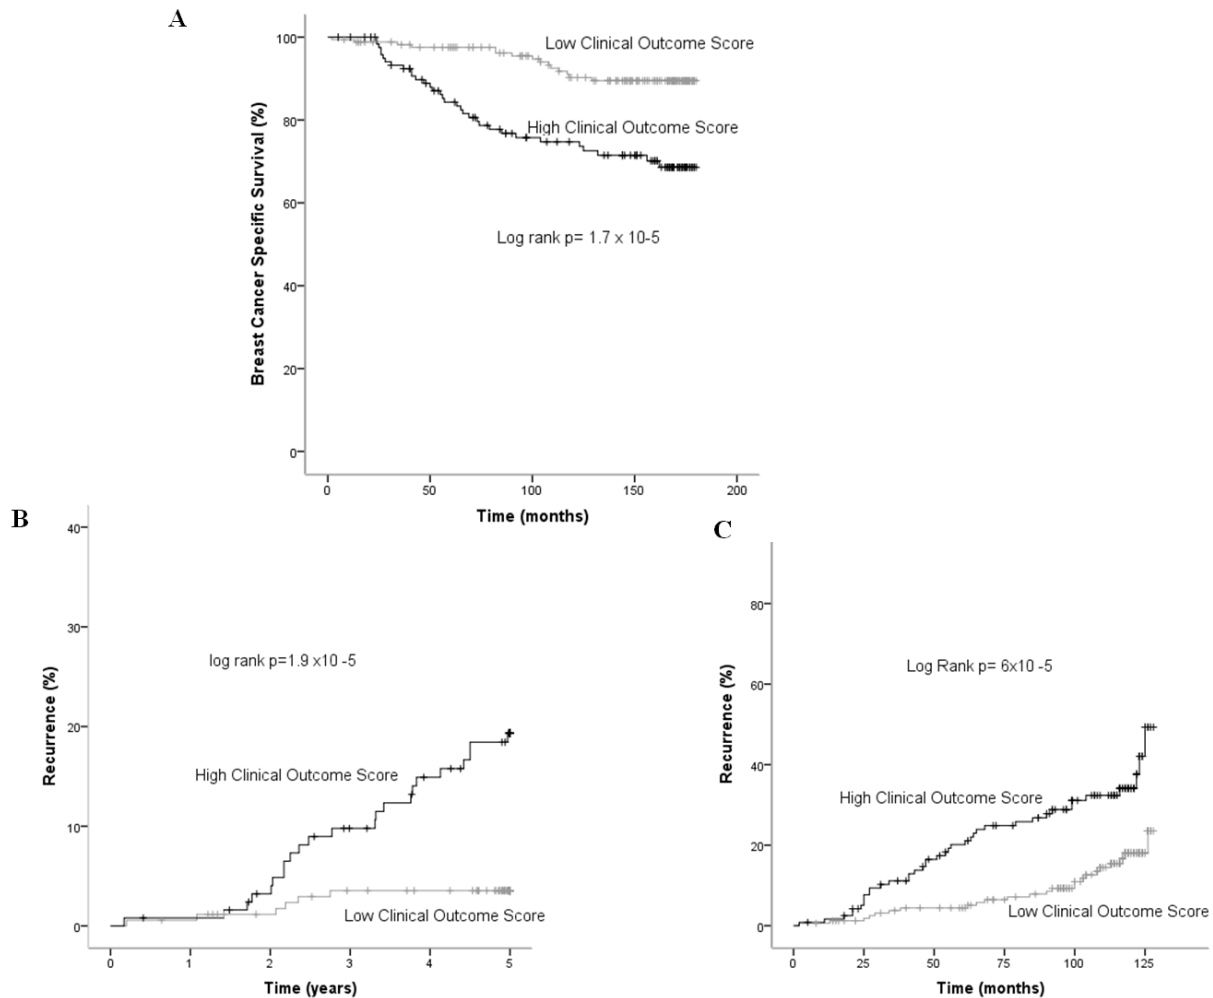 A
100
80
60
40
20
0
Breast Cancer Specific Survival (%)
Low Clinical Outcome Score
High Clinical Outcome Score
Log rank p= 1.7 x 10-5
0 50 100 150 200
Time (months)
B
40
30
20
10
0
Recurrence (%)
log rank p=1.9 x10 -5
High Clinical Outcome Score
Low Clinical Outcome Score
0 1 2 3 4 5
Time (years)
C
80
60
40
20
0
Recurrence (%)
Log Rank p= 6x10 -5
High Clinical Outcome Score
Low Clinical Outcome Score
0 25 50 75 100 125
Time (months)